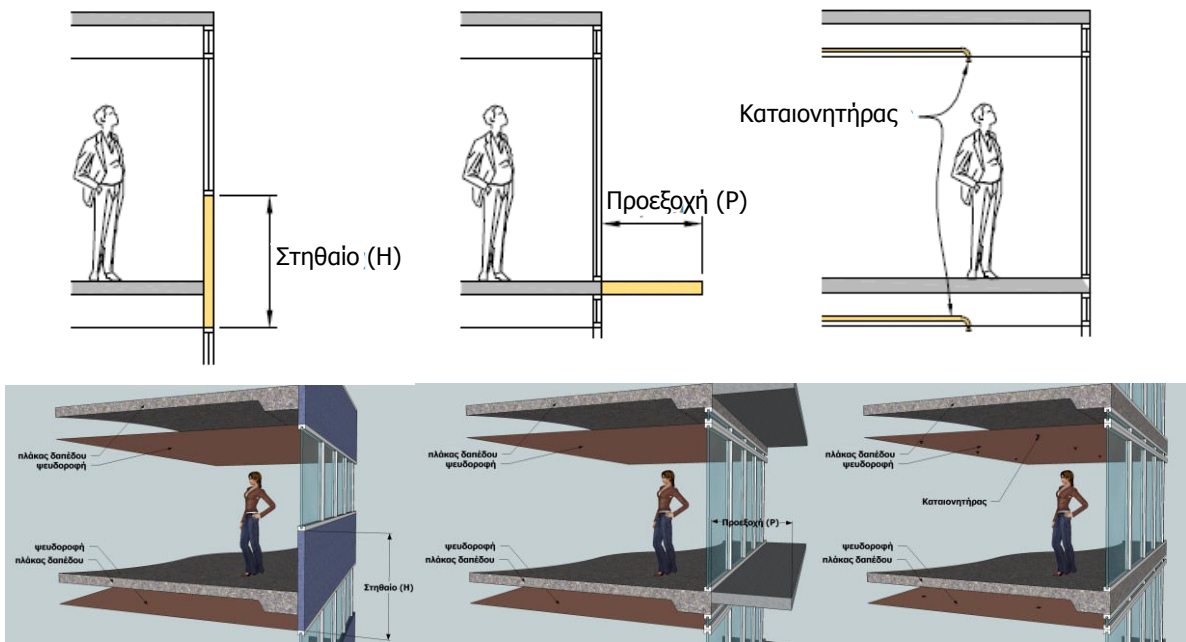 Στηθαίο (H)
Προεξοχή (P)
Καταιονητήρας
πλάκας δαπέδου
ψευδοροφή
ψευδοροφή
πλάκας δαπέδου
Στηθαίο (H)
πλάκας δαπέδου
ψευδοροφή
Προεξοχή (P)
ψευδοροφή
πλάκας δαπέδου
πλάκας δαπέδου
ψευδοροφή
Καταιονητήρας
ψευδοροφή
πλάκας δαπέδου